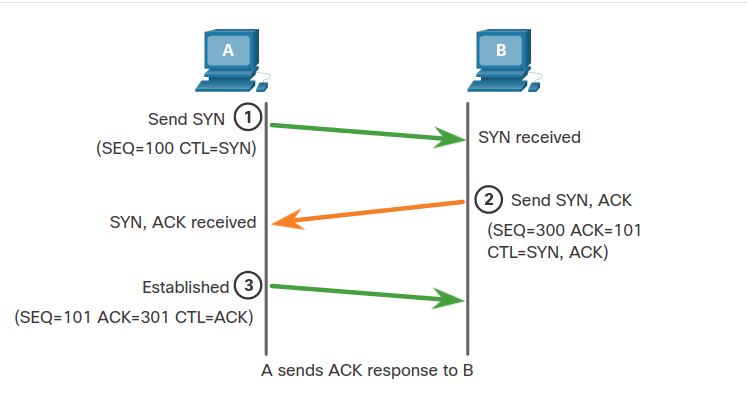 A
B
Send SYN 1
(SEQ=100 CTL=SYN)
SYN received
2 Send SYN, ACK
(SEQ=300 ACK=101
CTL=SYN, ACK)
SYN, ACK received
Established 3
(SEQ=101 ACK=301 CTL=ACK)
A sends ACK response to B